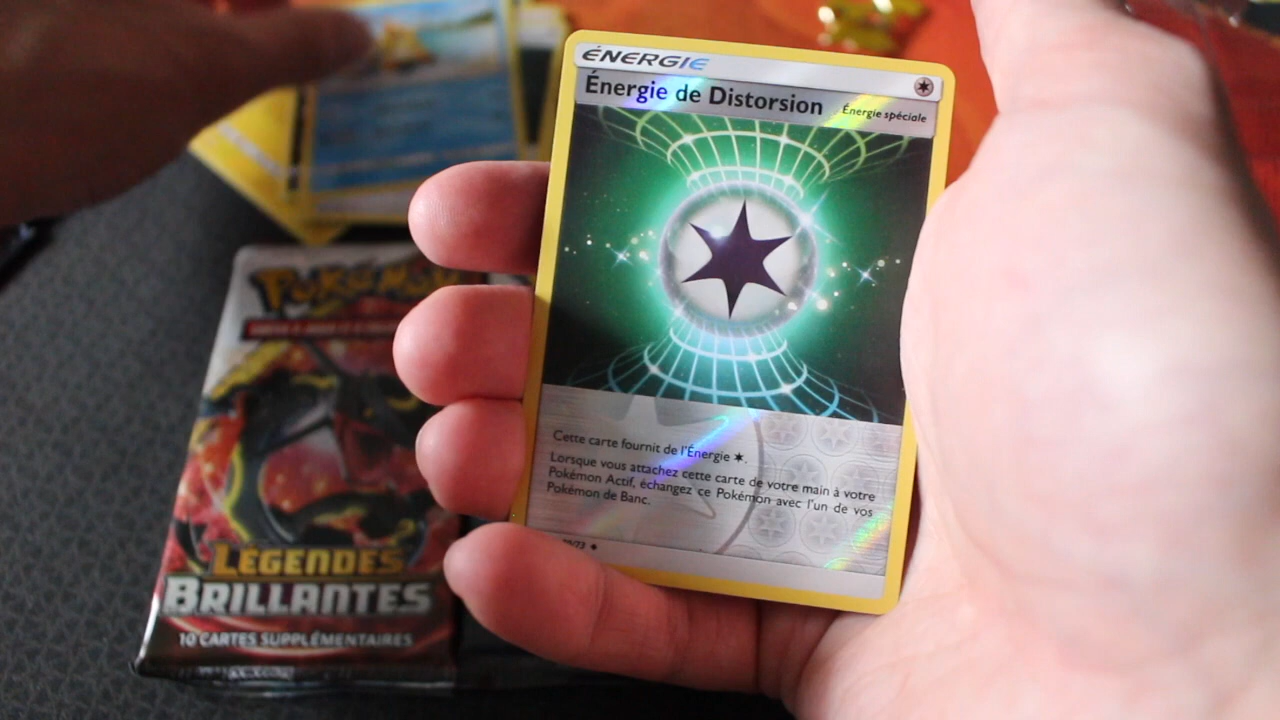 ÉNERGIE
Énergie de Distorsion
Énergie spéciale
Cette carte fournit de l'Énergie
Lorsque vous attachez cette carte de votre main à votre
Pokémon Actif, échangez ce Pokémon avec l'un de vos
Pokémon de Banc.
/73
POKÉMON
LÉGENDES
BRILLANTES
10 CARTES SUPPLÉMENTAIRES